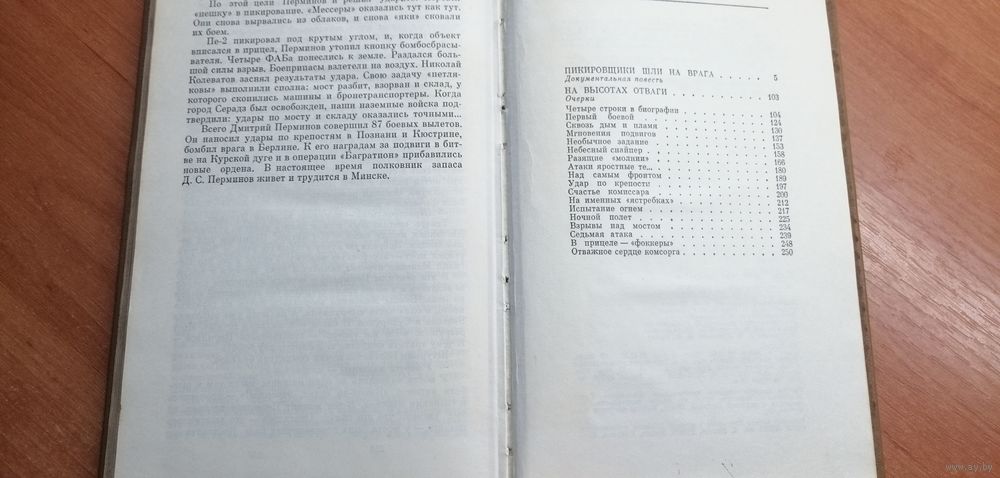 По этой цели Перминов и решил
«пешку» в пикирование. «Мессеры» оказались тут как тут.
Они снова вырвались из облаков, и снова «яки» сковали
их боем.
Пе-2 пикировал под крутым углом, и, когда объект
вписался в прицел, Перминов утопил кнопку бомбосбрасы-
вателя. Четыре ФАБа понеслись к земле. Раздался боль-
шой силы взрыв. Боеприпасы взлетели на воздух. Николай
Колеватов заснял результаты удара. Свою задачу «петля-
ковы» выполнили сполна: мост разбит, взорван и склад, у
которого скопились машины и бронетранспортеры. Когда
город Серадз был освобожден, наши наземные войска под-
твердили: удары по мосту и складу оказались точными...
Всего Дмитрий Перминов совершил 87 боевых вылетов.
Он наносил удары по крепостям в Познани и Кюстрине,
бомбил врага в Берлине. К его наградам за подвиги в бит-
ве на Курской дуге и в операции «Багратион» прибавились
новые ордена. В настоящее время полковник запаса
Д. С. Перминов живет и трудится в Минске.
ПИКИРОВЩИКИ ШЛИ НА ВРАГА . . . . . 5
Документальная повесть
НА ВЫСОТАХ ОТВАГИ . . . . . . . . . 103
Очерки
Четыре строки в биографии . . . . . . . . 104
Первый боевой . . . . . . . . . . . . 124
Сквозь дым и пламя . . . . . . . . . . 130
Мгновения подвигов . . . . . . . . . . 137
Необычное задание . . . . . . . . . . 153
Небесный снайпер . . . . . . . . . . . 158
Разящие «молнии» . . . . . . . . . . . 166
Атаки яростные те... . . . . . . . . . . 180
Над самым фронтом . . . . . . . . . . 189
Удар по крепости . . . . . . . . . . . 197
Счастье комиссара . . . . . . . . . . . 200
На именных «ястребках» . . . . . . . . . 212
Испытание огнем . . . . . . . . . . . 217
Ночной полет . . . . . . . . . . . . 225
Взрывы над мостом . . . . . . . . . . 234
Седьмая атака . . . . . . . . . . . . 239
В прицеле — «фоккеры» . . . . . . . . . 248
Отважное сердце комсорга . . . . . . . . 250
www.ay.by